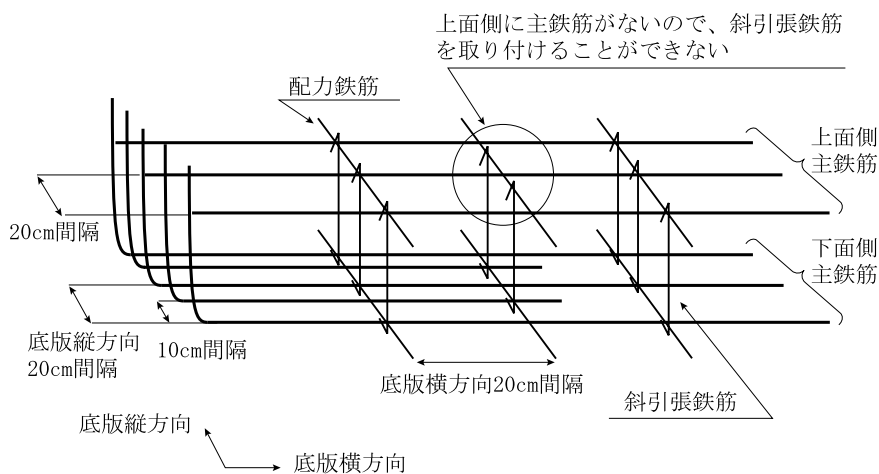 上面側に主鉄筋がないので、斜引張鉄筋
を取り付けることができない
配力鉄筋
上面側
主鉄筋
20cm間隔
下面側
主鉄筋
底版縦方向
20cm間隔
10cm間隔
底版横方向20cm間隔
斜引張鉄筋
底版縦方向
底版横方向